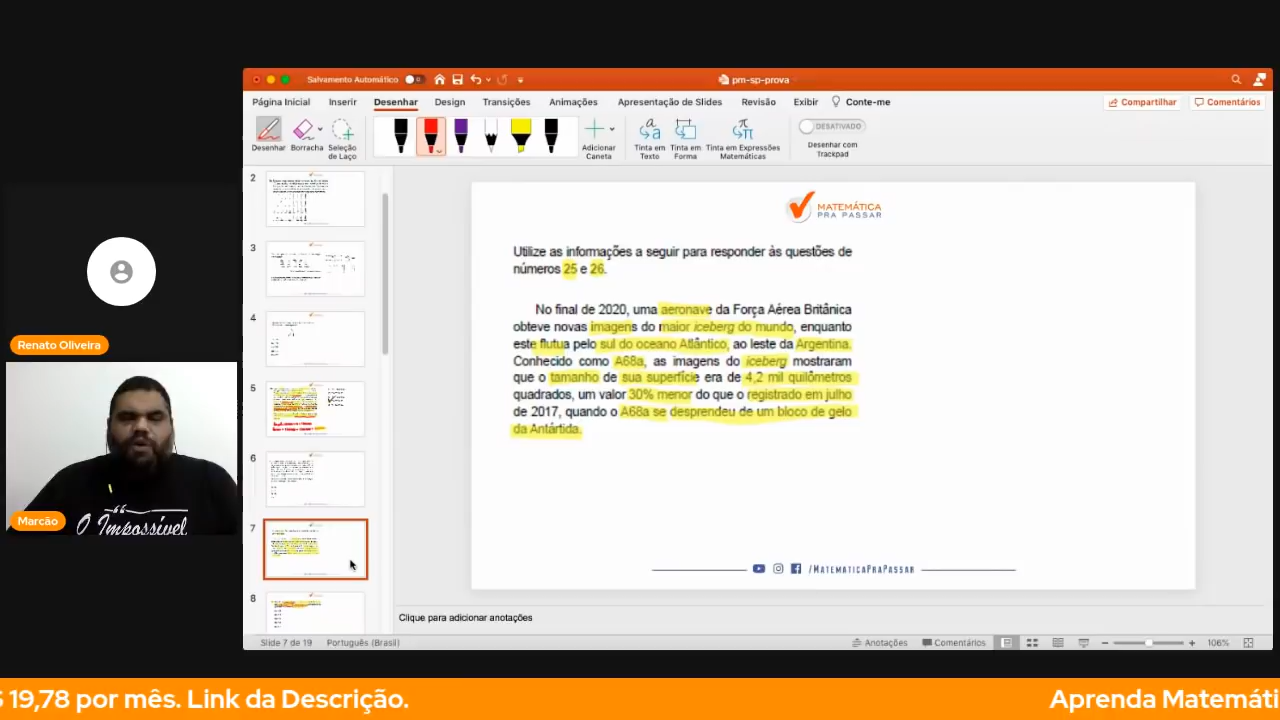 Salvamento Automático
pm-sp-prova
Página Inicial
Inserir
Desenhar
Design
Transições
Animações
Apresentação de Slides
Revisão
Exibir
Conte-me
Compartilhar
Comentários
Desenhar
Borracha
Seleção
de Laço
Adicionar
Caneta
Tinta em
Texto
Tinta em
Forma
Tinta em Expressões
Matemáticas
DESATIVADO
Desenhar com
Trackpad
2
3
4
5
6
7
8
MATEMÁTICA
PRA PASSAR
Utilize as informações a seguir para responder às questões de
números 25 e 26.
No final de 2020, uma aeronave da Força Aérea Britânica
obteve novas imagens do maior iceberg do mundo, enquanto
este flutua pelo sul do oceano Atlântico, ao leste da Argentina.
Conhecido como A68a, as imagens do iceberg mostraram
que o tamanho de sua superfície era de 4,2 mil quilômetros
quadrados, um valor 30% menor do que o registrado em julho
de 2017, quando o A68a se desprendeu de um bloco de gelo
da Antártida.
/MATEMATICAPRAPASSAR
Clique para adicionar anotações
Slide 7 de 19
Português (Brasil)
Anotações
Comentários
106%
Renato Oliveira
Marcão
O Impossível
19,78 por mês. Link da Descrição.
Aprenda Matemáti